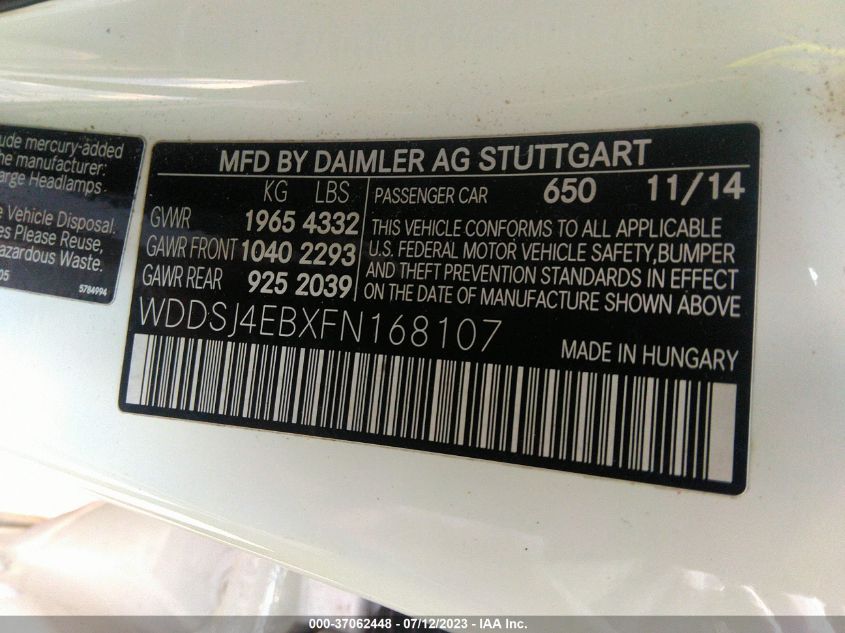 ude mercury-added
he manufacturer:
arge Headlamps.
e Vehicle Disposal.
es Please Reuse,
azardous Waste.
05
5784994
MFD BY DAIMLER AG STUTTGART
KG LBS
GVWR 1965 4332
GAWR FRONT 1040 2293
GAWR REAR 925 2039
PASSENGER CAR 650 11/14
THIS VEHICLE CONFORMS TO ALL APPLICABLE
U.S. FEDERAL MOTOR VEHICLE SAFETY,BUMPER
AND THEFT PREVENTION STANDARDS IN EFFECT
ON THE DATE OF MANUFACTURE SHOWN ABOVE
WDDSJ4EBXFN168107
MADE IN HUNGARY
000-37062448 - 07/12/2023 - IAA Inc.